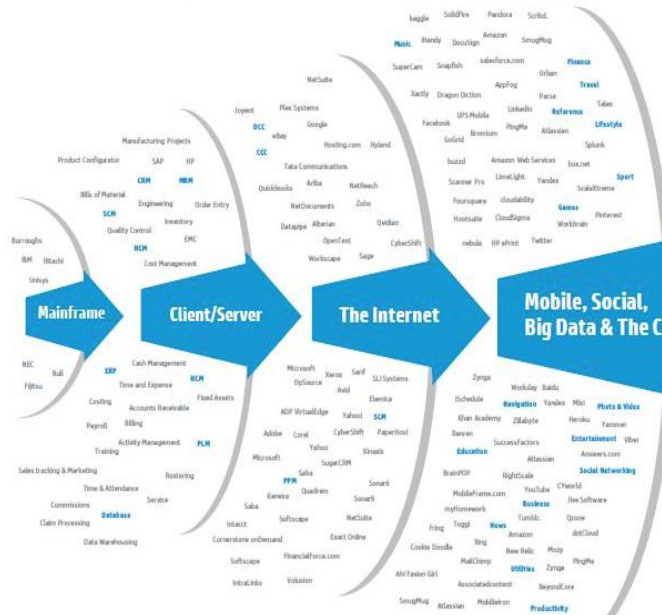 kaggle SolidFire Pandora Scribd.
Music iHandy DocuSign Amazon SmugMug
SuperCam Snapfish salesforce.com Finance
Urban
Xactly Dragon Diction AppFog Parse Travel
Facebook UPS Mobile LinkedIn Reference Taleo
GoGrid Bromium PingMe Atlassian Lifestyle
Splunk
buzzd Amazon Web Services box.net
Scanner Pro LimeLight Yandex Sport
ScaleXtreme
Foursquare cloudability Games
Hootsuite CloudSigma Pinterest
Workbrain
nebula HP ePrint Twitter
NetSuite
Joyent Plex Systems
DCC Google
eBay
CCC Hosting.com Hyland
Tata Communications
Quickbooks Ariba NetReach
NetDocuments Zoho
Datapipe Alterian Qvidian
OpenText CyberShift
Workscape Sage
Manufacturing Projects
Product Configurator SAP HP
CRM MRM
Bills of Material Engineering Order Entry
SCM Inventory
Quality Control EMC
HCM
Cost Management
Burroughs
IBM Hitachi
Unisys
Mainframe
Client/Server
The Internet
Mobile, Social,
Big Data & The C
NEC Bull
Fijitsu
ERP Cash Management HCM
Time and Expense Fixed Assets
Costing Accounts Receivable
Payroll Billing
Activity Management PLM
Training
Sales tracking & Marketing Rostering
Time & Attendance
Commissions Service
Claim Processing Database
Data Warehousing
Microsoft Xerox Sarif SLI Systems
OpSource Avid
Elemica
ADP VirtualEdge Yahoo! SCM
Adobe Corel CyberShift PaperHost
Yahoo Kinaxis
Microsoft SugarCRM
Saba
PPM Sonar6
Kenexa Quadrem
Saba Sonar6
Intacct Softscape NetSuite
Cornerstone onDemand Exact Online
Softscape FinancialForce.com
IntraLinks Volusion
Zynga Workday Baidu
iSchedule Navigation Yandex Mixi Photo & Video
Khan Academy Zillabyte Heroku Yammer
Renren Entertainment Viber
Education SuccessFactors Answers.com
Atlassian
BrainPOP RightScale Social Networking
MobileFrame.com YouTube CYworld
myHomework Business Jive Software
Fring Toggl News Tumblr. Qzone
Xing Amazon dotCloud
Cookie Doodle New Relic Muzy
MailChimp Utilities Zynga PingMe
Ah! Fasion Girl Associatedcontent BeyondCore
SmugMug Atlassian MobileIron Productivity